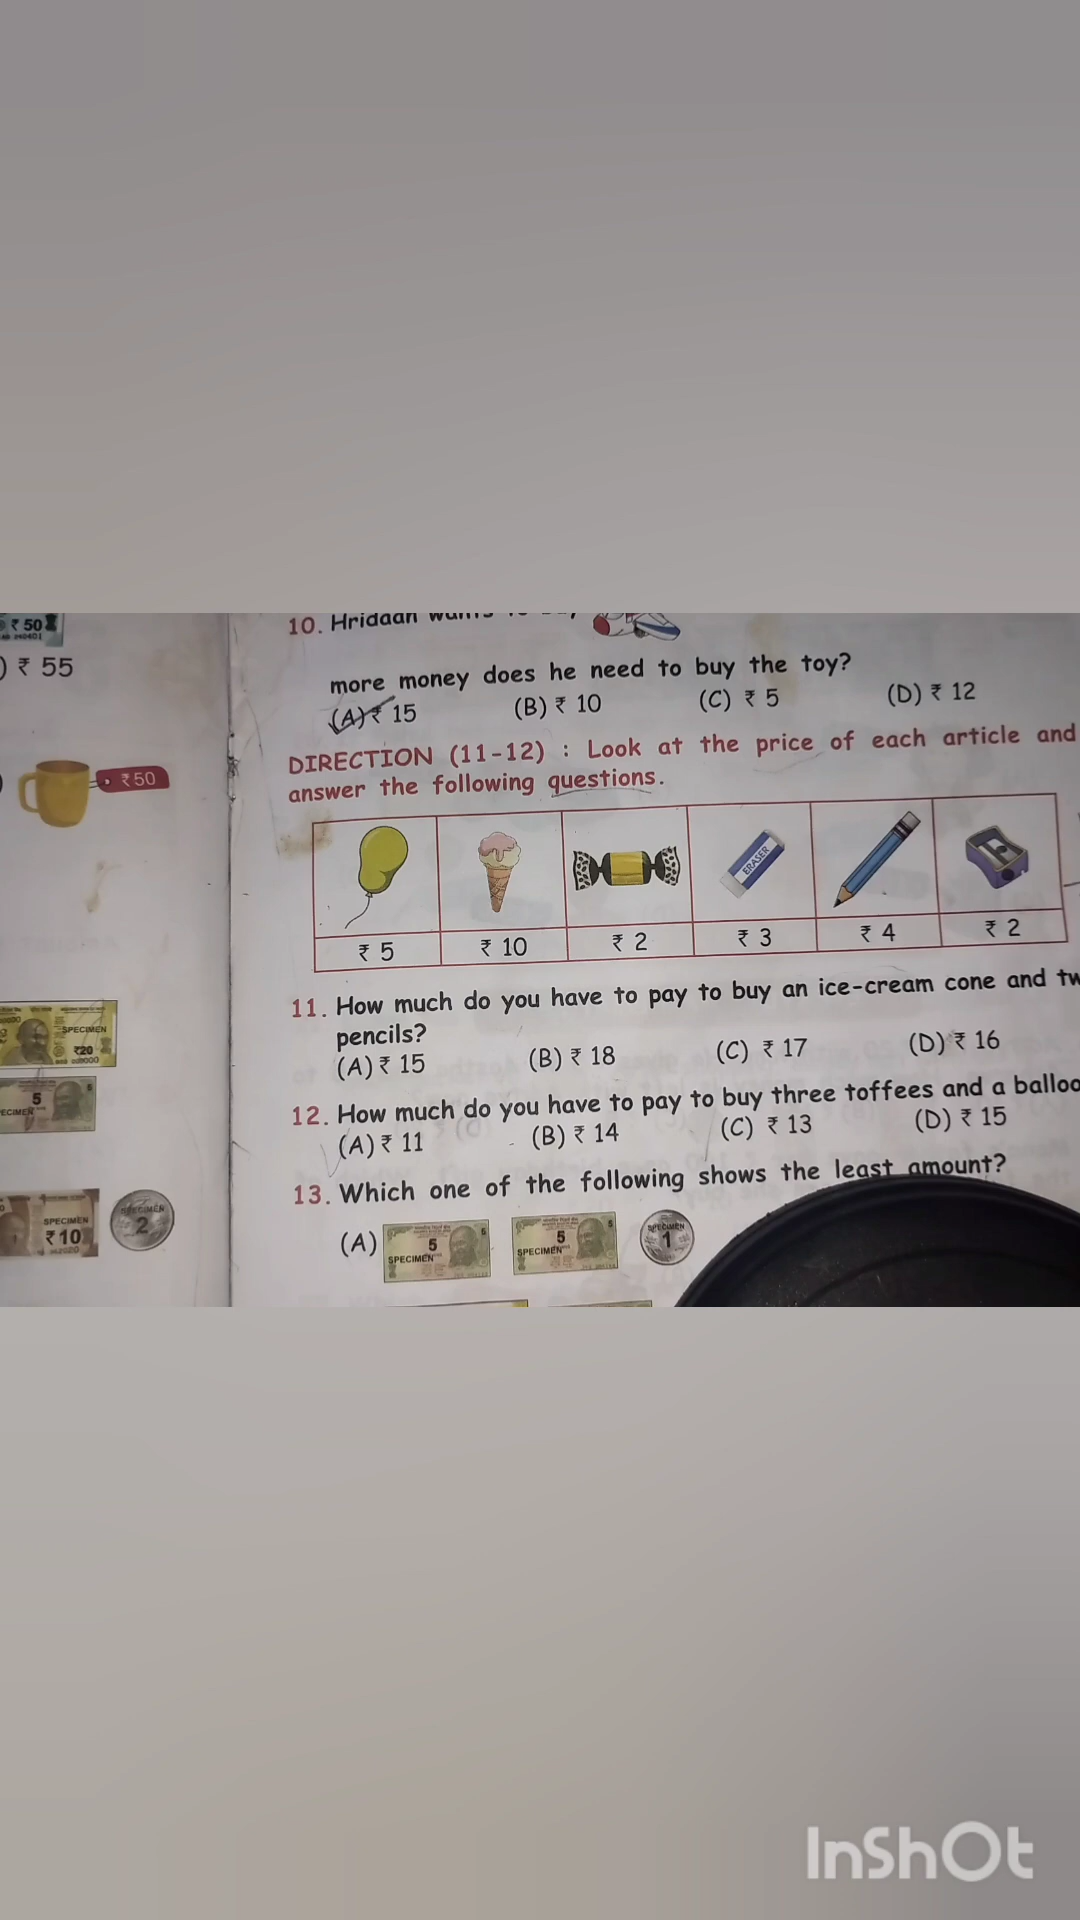 ₹ 50
₹ 55
₹50
SPECIMEN
₹20
5
SPECIMEN
₹ 10
SPECIMEN
2
10. Hridaan
more money does he need to buy the toy?
(A) ₹ 15 (B) ₹ 10 (C) ₹ 5 (D) ₹ 12
DIRECTION (11-12) : Look at the price of each article and
answer the following questions.
ERASER
₹ 5 ₹ 10 ₹ 2 ₹ 3 ₹ 4 ₹ 2
11. How much do you have to pay to buy an ice-cream cone and
pencils?
(A) ₹ 15 (B) ₹ 18 (C) ₹ 17 (D) ₹ 16
12. How much do you have to pay to buy three toffees and a
(A) ₹ 11 (B) ₹ 14 (C) ₹ 13 (D) ₹ 15
13. Which one of the following shows the least amount?
(A) 5 SPECIMEN 5 SPECIMEN SPECIMEN 1
InShOt